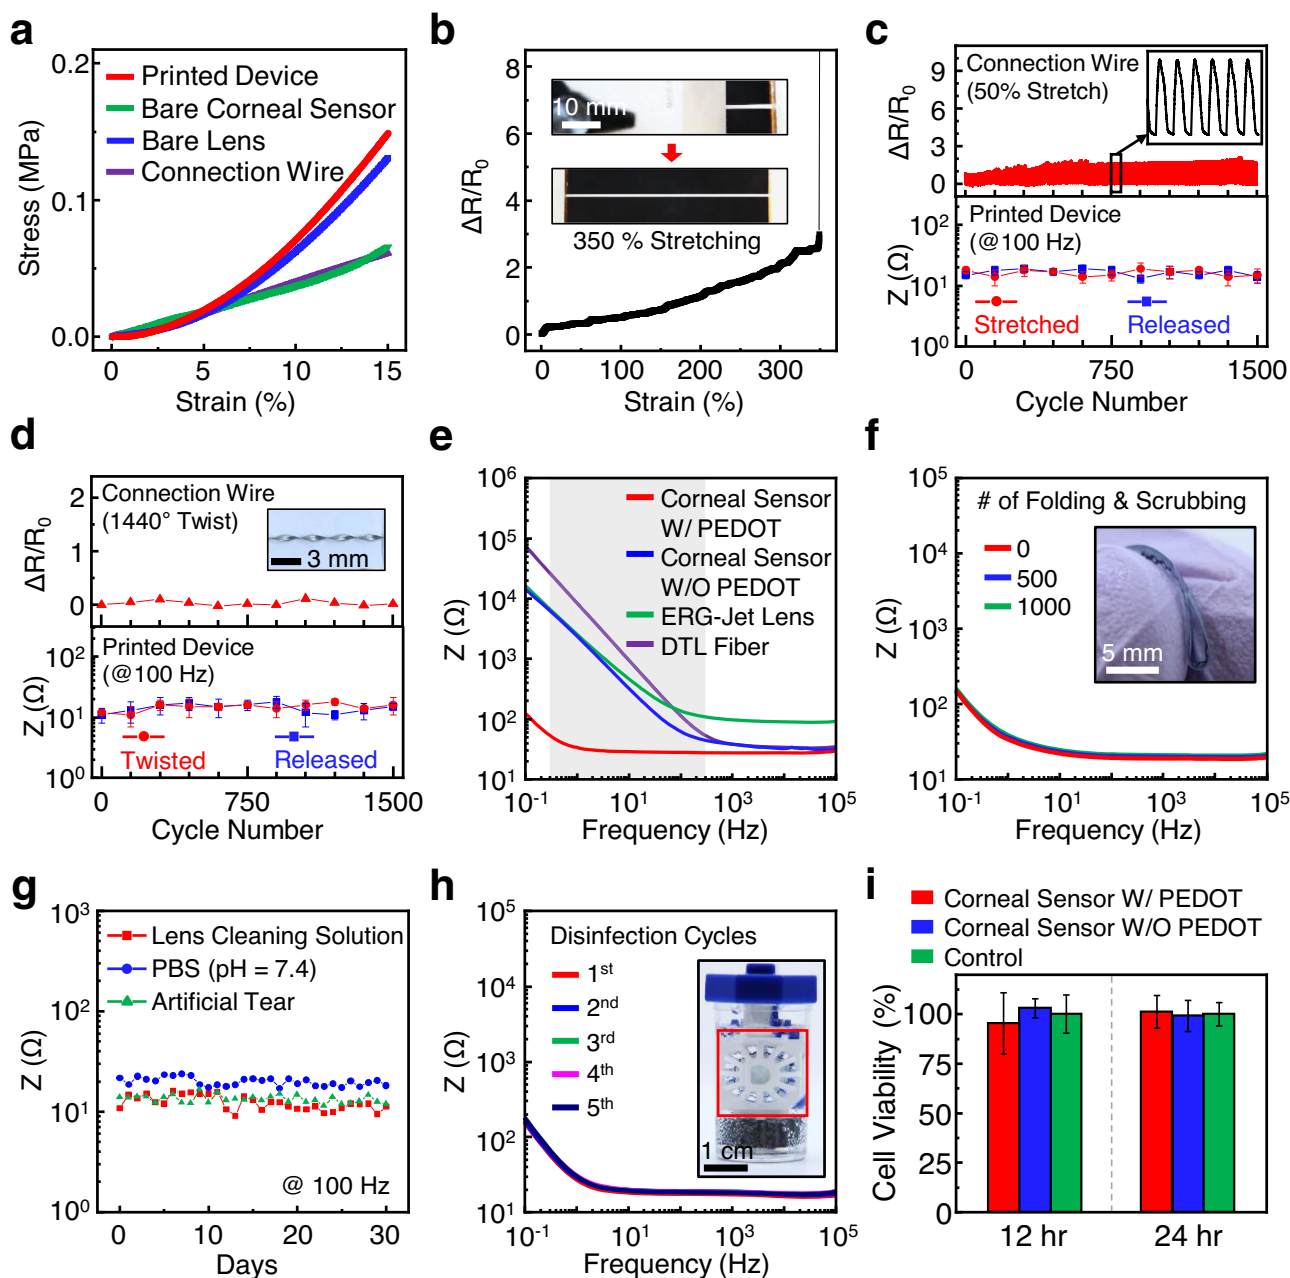 a
0.2
0.1
0.0
Stress (MPa)
Printed Device
Bare Corneal Sensor
Bare Lens
Connection Wire
0
5
10
15
Strain (%)
b
8
6
4
2
0
ΔR/R0
10 mm
350 % Stretching
0
100
200
300
Strain (%)
c
9
6
3
0
ΔR/R0
Connection Wire
(50% Stretch)
10²
10¹
10⁰
Z (Ω)
Printed Device
(@100 Hz)
Stretched
Released
0
750
1500
Cycle Number
d
2
1
0
ΔR/R0
Connection Wire
(1440° Twist)
3 mm
10²
10¹
10⁰
Z (Ω)
Printed Device
(@100 Hz)
Twisted
Released
0
750
1500
Cycle Number
e
10⁶
10⁵
10⁴
10³
10²
10¹
Z (Ω)
Corneal Sensor
W/ PEDOT
Corneal Sensor
W/O PEDOT
ERG-Jet Lens
DTL Fiber
10⁻¹
10¹
10³
10⁵
Frequency (Hz)
f
10⁵
10⁴
10³
10²
10¹
Z (Ω)
# of Folding & Scrubbing
0
500
1000
5 mm
10⁻¹
10¹
10³
10⁵
Frequency (Hz)
g
10³
10²
10¹
10⁰
Z (Ω)
Lens Cleaning Solution
PBS (pH = 7.4)
Artificial Tear
@ 100 Hz
0
10
20
30
Days
h
10⁵
10⁴
10³
10²
10¹
Z (Ω)
Disinfection Cycles
1st
2nd
3rd
4th
5th
1 cm
10⁻¹
10¹
10³
10⁵
Frequency (Hz)
i
Corneal Sensor W/ PEDOT
Corneal Sensor W/O PEDOT
Control
100
75
50
25
0
Cell Viability (%)
12 hr
24 hr